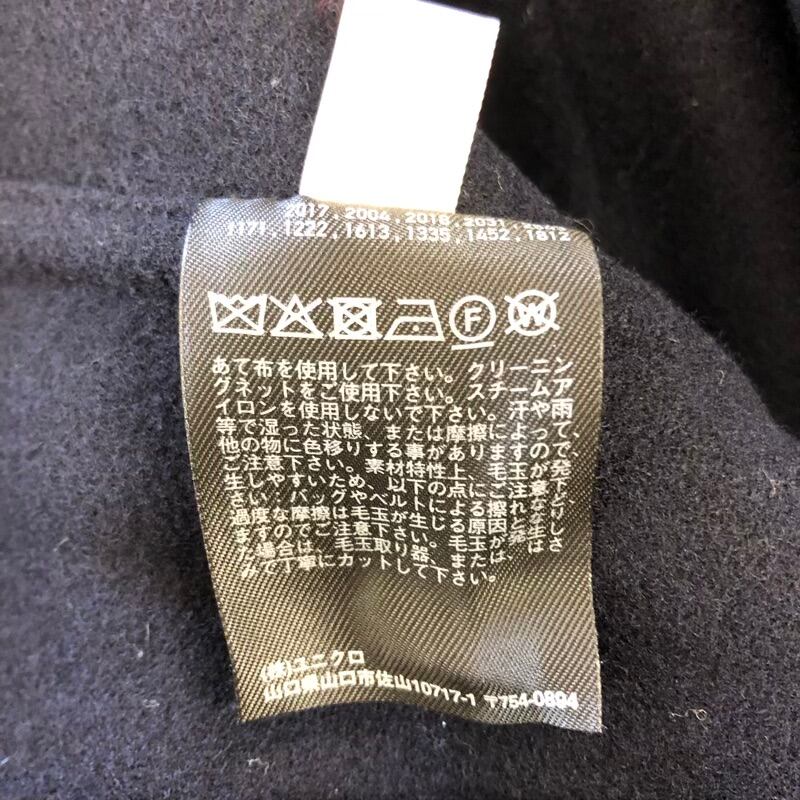 2017,2004,2018,2031,
1171,1222,1613,1335,1452,1812
F W
あて布を使用して下さい。クリーニン
グネットをご使用下さい。スチームア
イロンを使用しないで下さい。汗や雨
等で湿った状態、または摩擦によって、
他の物に色移りする事がありますので、
ご注意下さい。素材特性上、毛玉が発
生しやすいため、以下の点にご注意下
さい:バッグやベルト
過度な摩擦は毛玉が生じる原因となり
ますのでご注意下さい。毛玉が発生し
た場合は、毛玉取り器またははさ
みで丁寧にカットして下さい。
(株)ユニクロ
山口県山口市佐山10717-1 〒754-0894